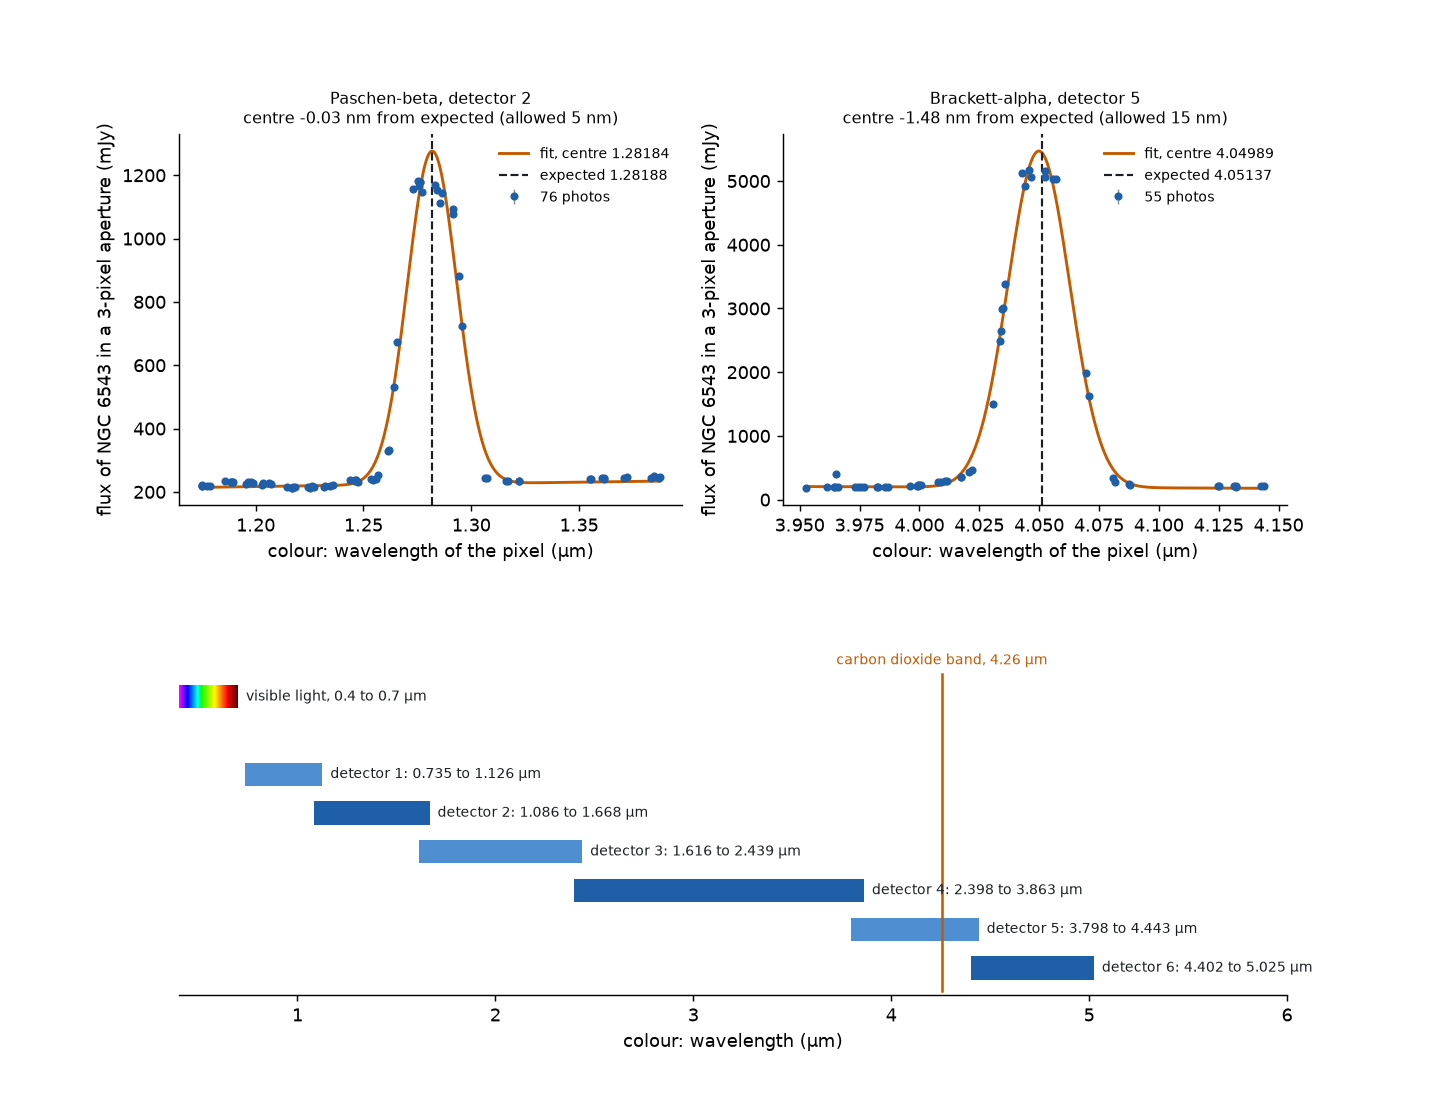 Paschen-beta, detector 2
centre -0.03 nm from expected (allowed 5 nm)
flux of NGC 6543 in a 3-pixel aperture (mJy)
1200
1000
800
600
400
200
fit, centre 1.28184
expected 1.28188
76 photos
1.20
1.25
1.30
1.35
colour: wavelength of the pixel (µm)
Brackett-alpha, detector 5
centre -1.48 nm from expected (allowed 15 nm)
flux of NGC 6543 in a 3-pixel aperture (mJy)
5000
4000
3000
2000
1000
0
fit, centre 4.04989
expected 4.05137
55 photos
3.950
3.975
4.000
4.025
4.050
4.075
4.100
4.125
4.150
colour: wavelength of the pixel (µm)
carbon dioxide band, 4.26 µm
visible light, 0.4 to 0.7 µm
detector 1: 0.735 to 1.126 µm
detector 2: 1.086 to 1.668 µm
detector 3: 1.616 to 2.439 µm
detector 4: 2.398 to 3.863 µm
detector 5: 3.798 to 4.443 µm
detector 6: 4.402 to 5.025 µm
1
2
3
4
5
6
colour: wavelength (µm)